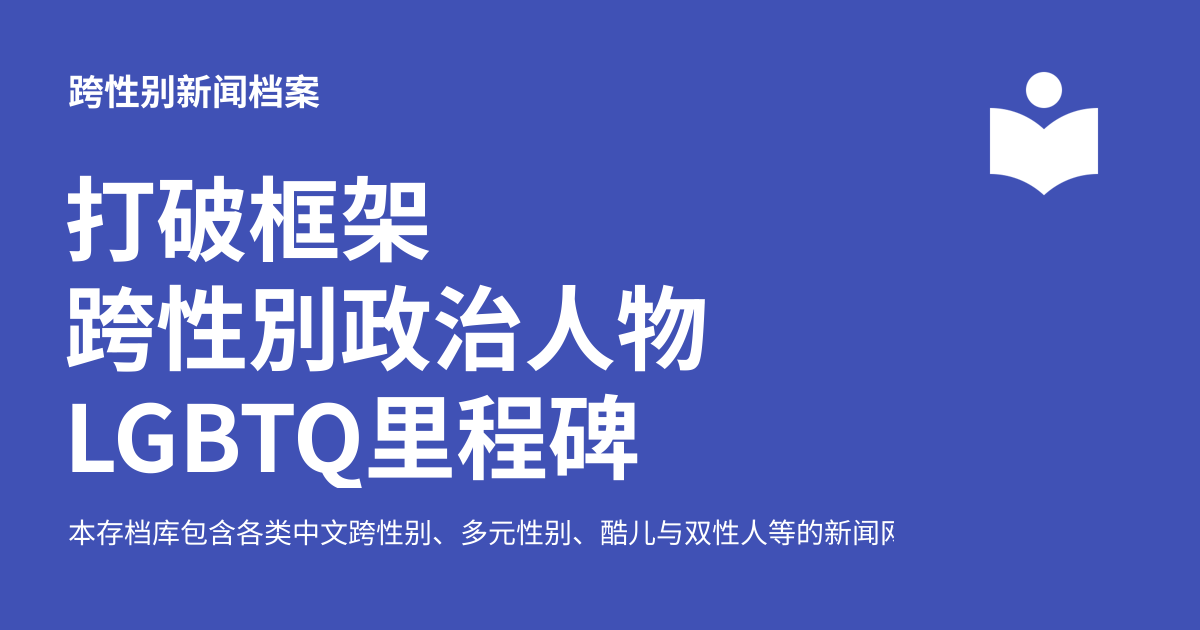 跨性别新闻档案
打破框架
跨性別政治人物
LGBTQ里程碑
本存档库包含各类中文跨性别、多元性别、酷儿与双性人等的新闻网